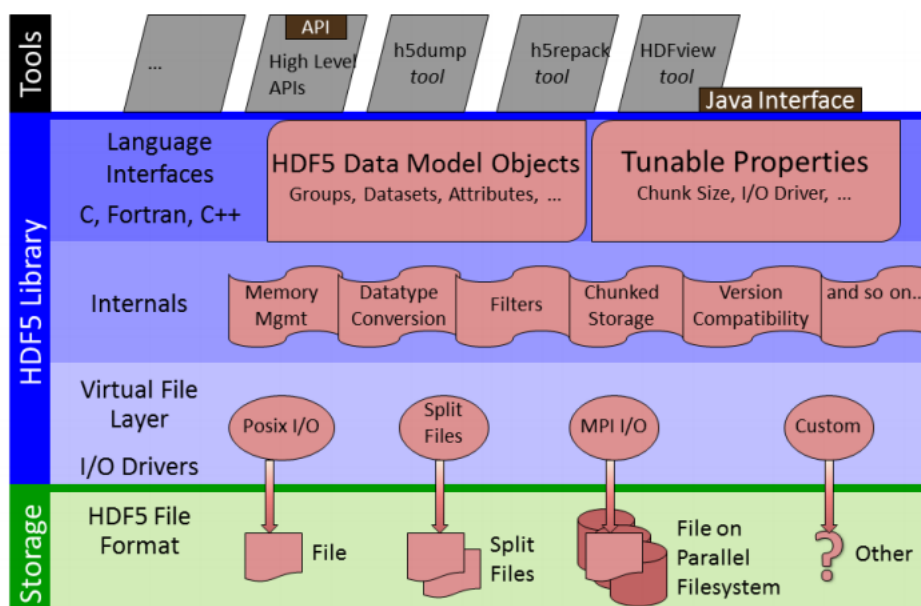 Tools
...
API
High Level
APIs
h5dump
tool
h5repack
tool
HDFview
tool
Java Interface
HDF5 Library
Language
Interfaces
C, Fortran, C++
HDF5 Data Model Objects
Groups, Datasets, Attributes, ...
Tunable Properties
Chunk Size, I/O Driver, ...
Internals
Memory
Mgmt
Datatype
Conversion
Filters
Chunked
Storage
Version
Compatibility
and so on...
Virtual File
Layer
I/O Drivers
Posix I/O
Split
Files
MPI I/O
Custom
Storage
HDF5 File
Format
File
Split
Files
File on
Parallel
Filesystem
?
Other